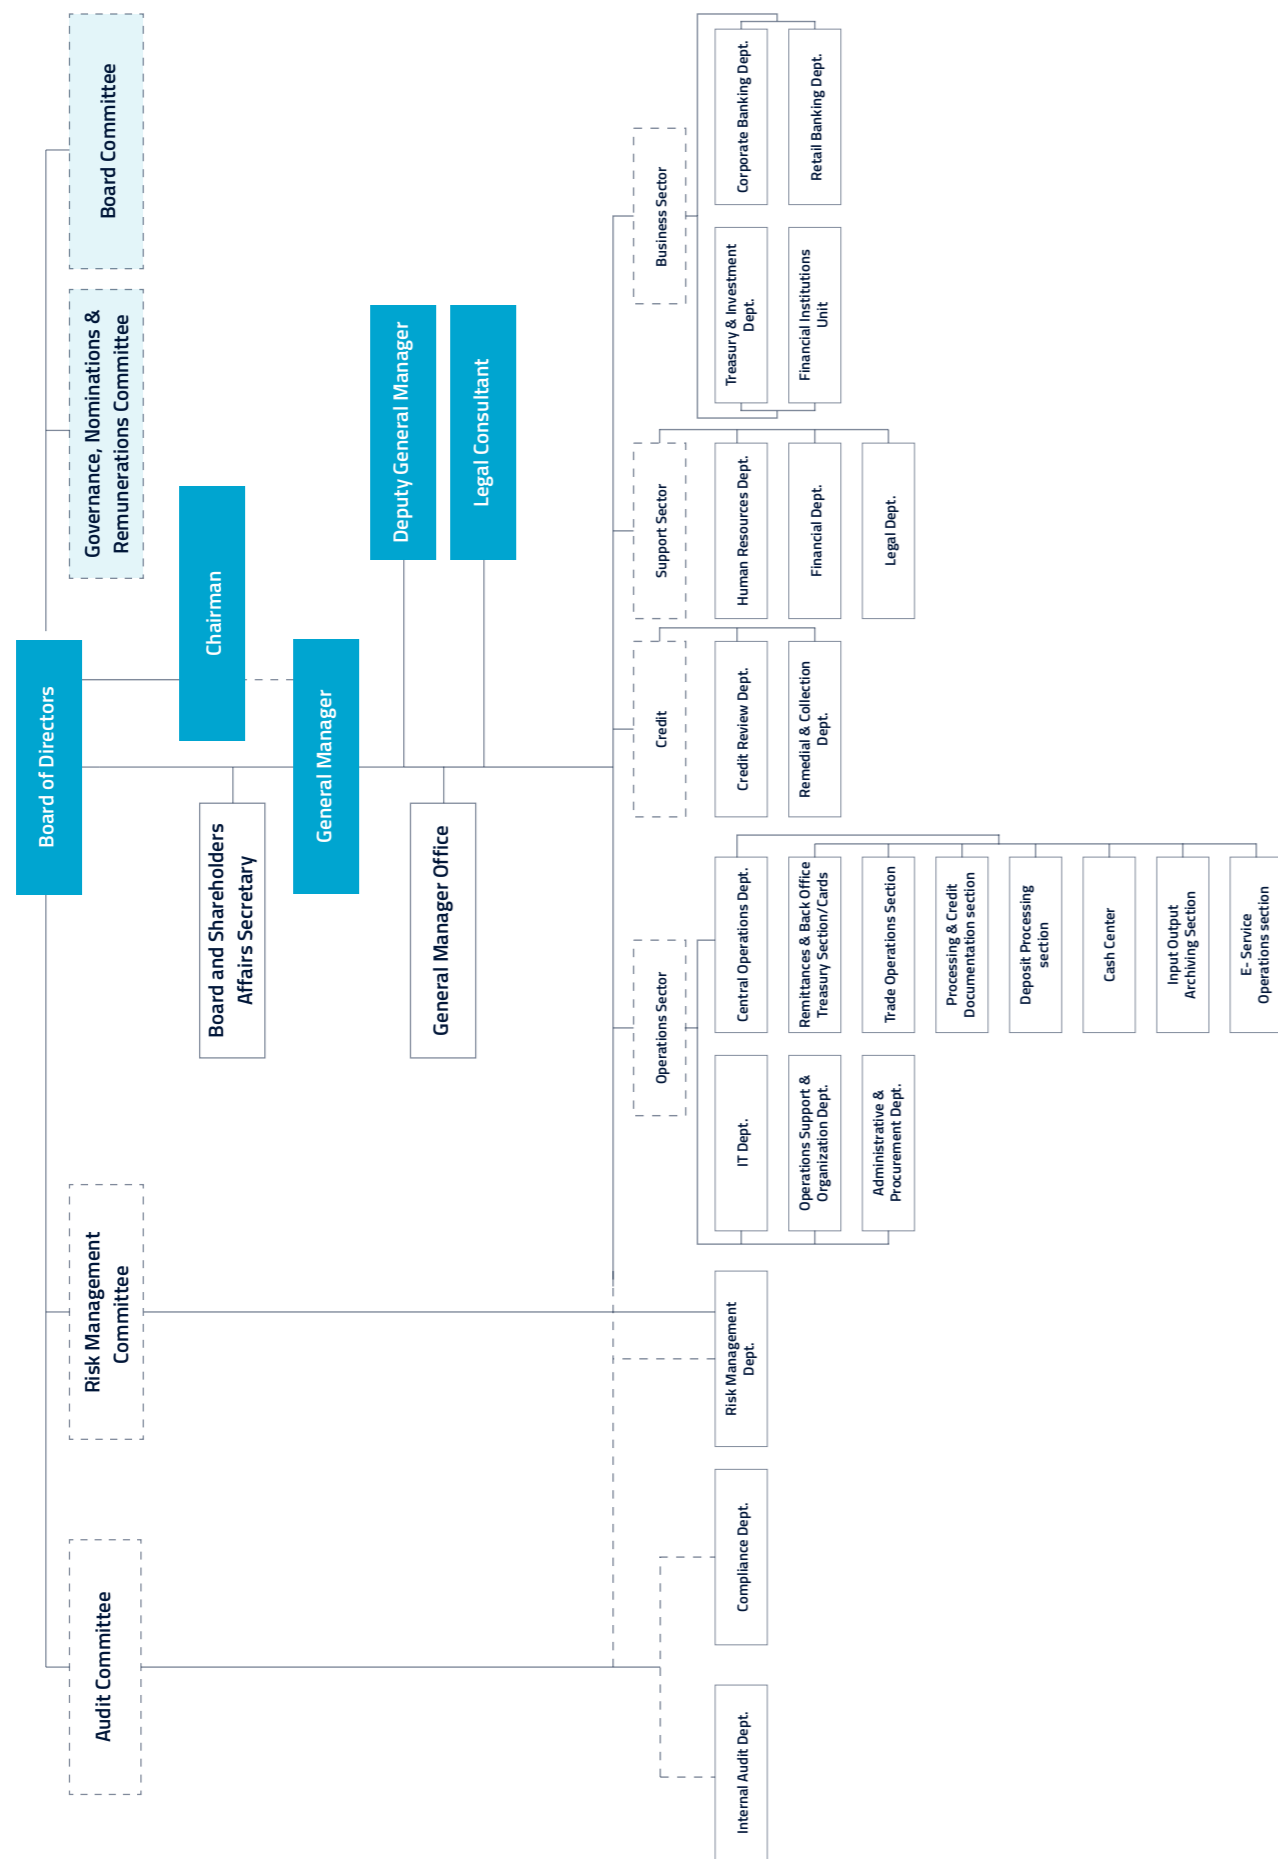 Board of Directors
Audit Committee
Risk Management
Committee
Governance, Nominations &
Remunerations Committee
Board Committee
Chairman
Board and Shareholders
Affairs Secretary
General Manager
Deputy General Manager
General Manager Office
Legal Consultant
Operations Sector
Credit
Support Sector
Business Sector
Internal Audit Dept.
Compliance Dept.
Risk Management
Dept.
IT Dept.
Operations Support &
Organization Dept.
Administrative &
Procurement Dept.
Central Operations Dept.
Remittances & Back Office
Treasury Section/Cards
Trade Operations Section
Processing & Credit
Documentation section
Deposit Processing
section
Cash Center
Input Output
Archiving Section
E- Service
Operations section
Credit Review Dept.
Remedial & Collection
Dept.
Human Resources Dept.
Financial Dept.
Legal Dept.
Treasury & Investment
Dept.
Financial Institutions
Unit
Corporate Banking Dept.
Retail Banking Dept.